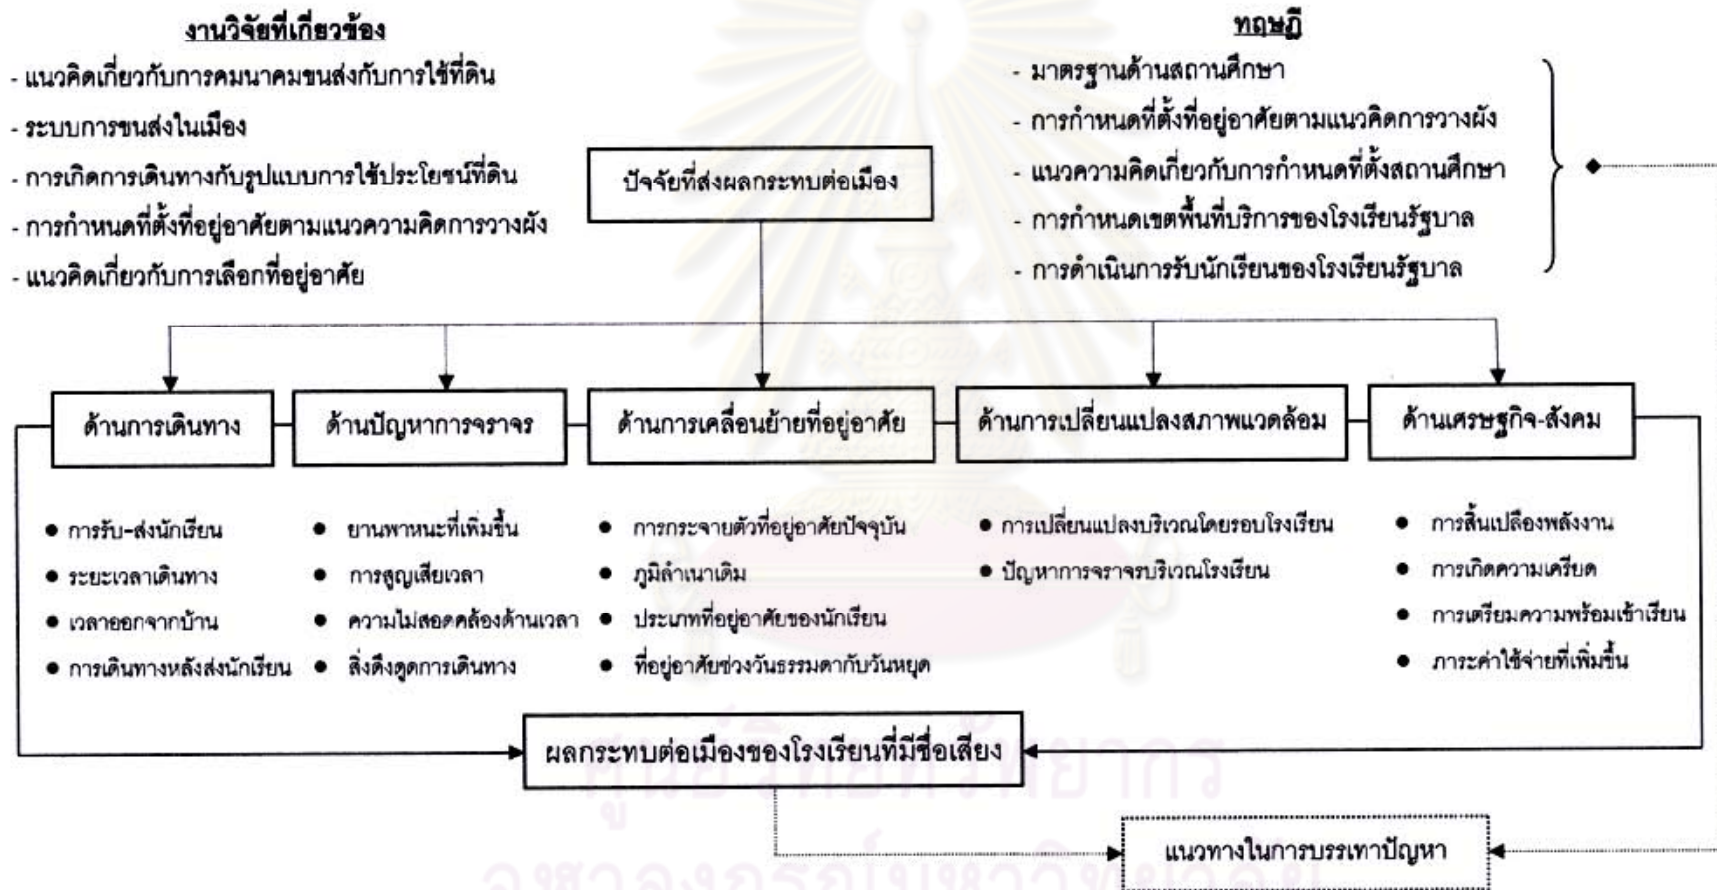 งานวิจัยที่เกี่ยวข้อง
- แนวคิดเกี่ยวกับการคมนาคมขนส่งกับการใช้ที่ดิน
- ระบบการขนส่งในเมือง
- การเกิดการเดินทางกับรูปแบบการใช้ประโยชน์ที่ดิน
- การกำหนดที่ตั้งที่อยู่อาศัยตามแนวความคิดการวางผัง
- แนวคิดเกี่ยวกับการเลือกที่อยู่อาศัย
ทฤษฎี
- มาตรฐานด้านสถานศึกษา
- การกำหนดที่ตั้งที่อยู่อาศัยตามแนวคิดการวางผัง
- แนวความคิดเกี่ยวกับการกำหนดที่ตั้งสถานศึกษา
- การกำหนดเขตพื้นที่บริการของโรงเรียนรัฐบาล
- การดำเนินการรับนักเรียนของโรงเรียนรัฐบาล
ปัจจัยที่ส่งผลกระทบต่อเมือง
ด้านการเดินทาง
● การรับ-ส่งนักเรียน
● ระยะเวลาเดินทาง
● เวลาออกจากบ้าน
● การเดินทางหลังส่งนักเรียน
ด้านปัญหาการจราจร
● ยานพาหนะที่เพิ่มขึ้น
● การสูญเสียเวลา
● ความไม่สอดคล้องด้านเวลา
● สิ่งดึงดูดการเดินทาง
ด้านการเคลื่อนย้ายที่อยู่อาศัย
● การกระจายตัวที่อยู่อาศัยปัจจุบัน
● ภูมิลำเนาเดิม
● ประเภทที่อยู่อาศัยของนักเรียน
● ที่อยู่อาศัยช่วงวันธรรมดากับวันหยุด
ด้านการเปลี่ยนแปลงสภาพแวดล้อม
● การเปลี่ยนแปลงบริเวณโดยรอบโรงเรียน
● ปัญหาการจราจรบริเวณโรงเรียน
ด้านเศรษฐกิจ-สังคม
● การสิ้นเปลืองพลังงาน
● การเกิดความเครียด
● การเตรียมความพร้อมเข้าเรียน
● ภาระค่าใช้จ่ายที่เพิ่มขึ้น
ผลกระทบต่อเมืองของโรงเรียนที่มีชื่อเสียง
แนวทางในการบรรเทาปัญหา
ศูนย์วิทยทรัพยากร
จุฬาลงกรณ์มหาวิทยาลัย